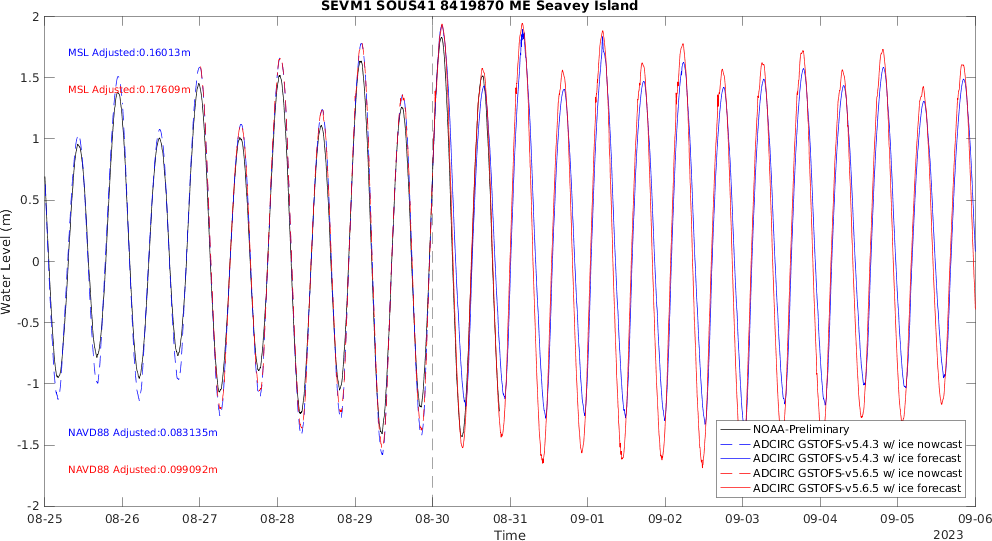 SEVM1 SOUS41 8419870 ME Seavey Island
2
1.5
1
0.5
0
-0.5
-1
-1.5
-2
Water Level (m)
MSL Adjusted:0.16013m
MSL Adjusted:0.17609m
NAVD88 Adjusted:0.083135m
NAVD88 Adjusted:0.099092m
NOAA-Preliminary
ADCIRC GSTOFS-v5.4.3 w/ ice nowcast
ADCIRC GSTOFS-v5.4.3 w/ ice forecast
ADCIRC GSTOFS-v5.6.5 w/ ice nowcast
ADCIRC GSTOFS-v5.6.5 w/ ice forecast
08-25 08-26 08-27 08-28 08-29 08-30 08-31 09-01 09-02 09-03 09-04 09-05 09-06
Time
2023